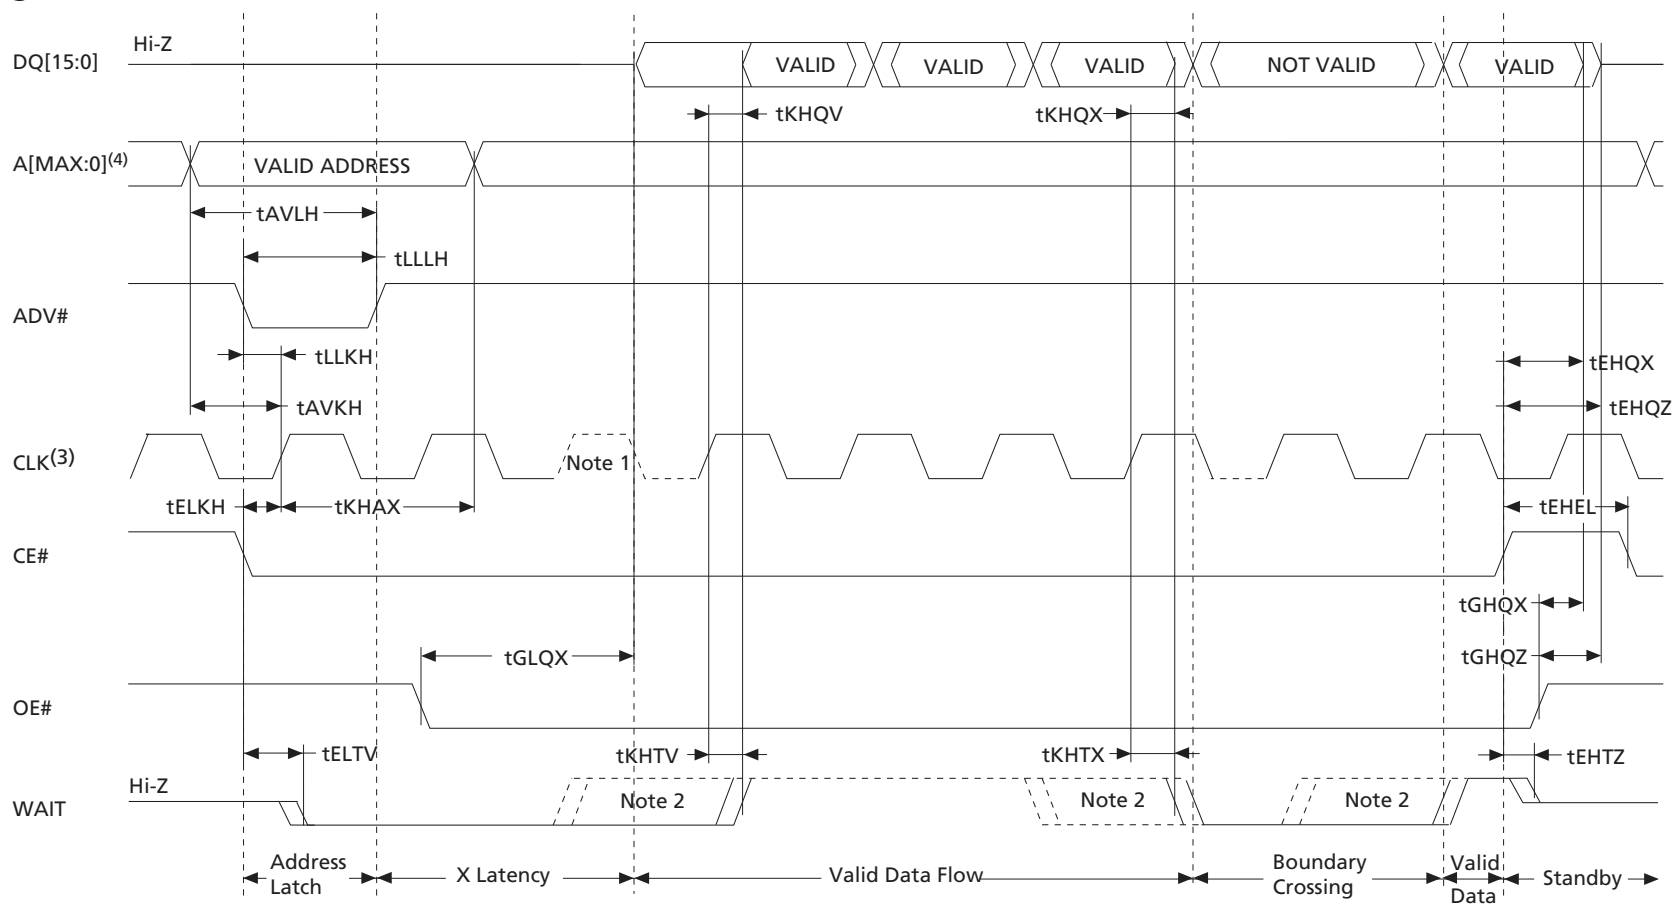 Hi-Z
DQ[15:0]
VALID
VALID
VALID
NOT VALID
VALID
tKHQV
tKHQX
A[MAX:0](4)
VALID ADDRESS
tAVLH
tLLLH
ADV#
tLLKH
tEHQX
tAVKH
tEHQZ
CLK(3)
Note 1
tELKH
tKHAX
tEHEL
CE#
tGHQX
tGLQX
tGHQZ
OE#
tELTV
tKHTV
tKHTX
tEHTZ
Hi-Z
WAIT
Note 2
Note 2
Note 2
Address
Latch
X Latency
Valid Data Flow
Boundary
Crossing
Valid
Data
Standby